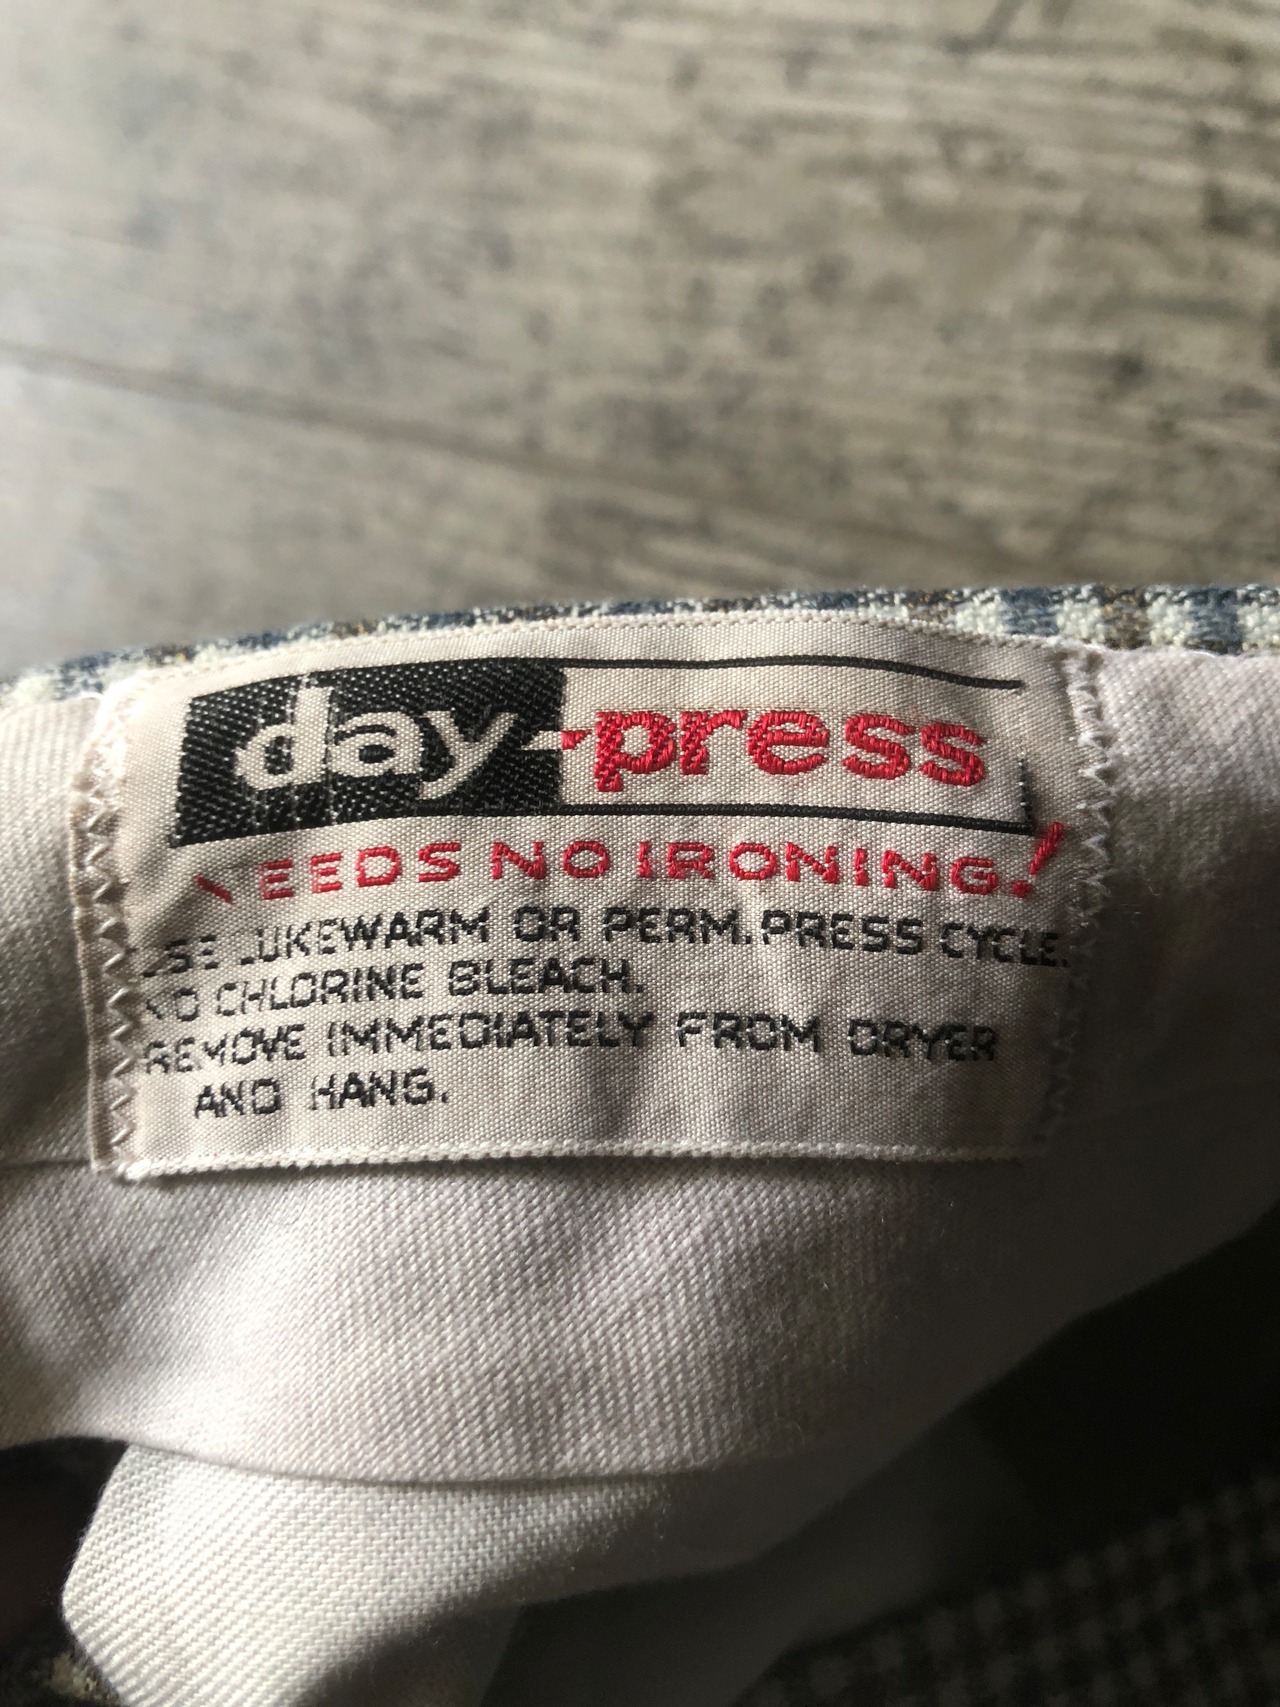 day-press
NEEDS NO IRONING!
USE LUKEWARM OR PERM. PRESS CYCLE.
NO CHLORINE BLEACH.
REMOVE IMMEDIATELY FROM DRYER
AND HANG.